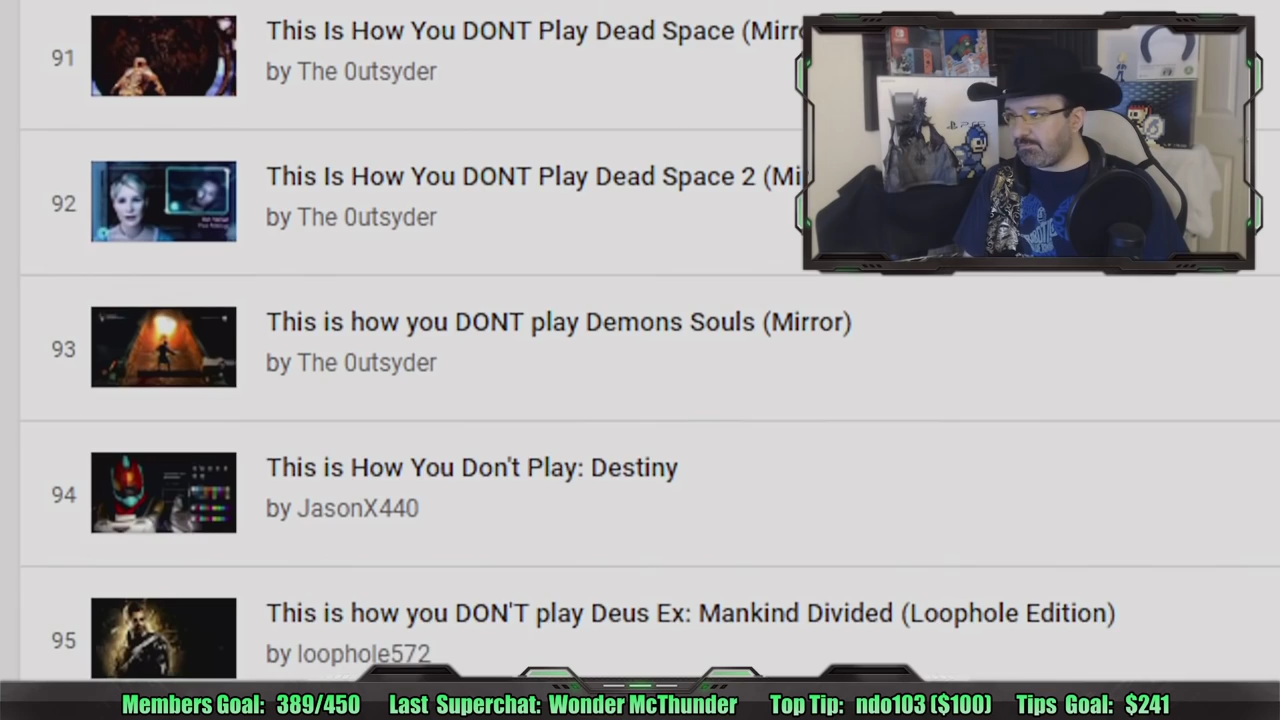 91
This Is How You DONT Play Dead Space (Mirro
by The 0utsyder
PS5
92
This Is How You DONT Play Dead Space 2 (Mi
by The 0utsyder
93
This is how you DONT play Demons Souls (Mirror)
by The 0utsyder
94
This is How You Don't Play: Destiny
by JasonX440
95
This is how you DON'T play Deus Ex: Mankind Divided (Loophole Edition)
by loophole572
Members Goal: 389/450 Last Superchat: Wonder McThunder Top Tip: ndo103 ($100) Tips Goal: $241